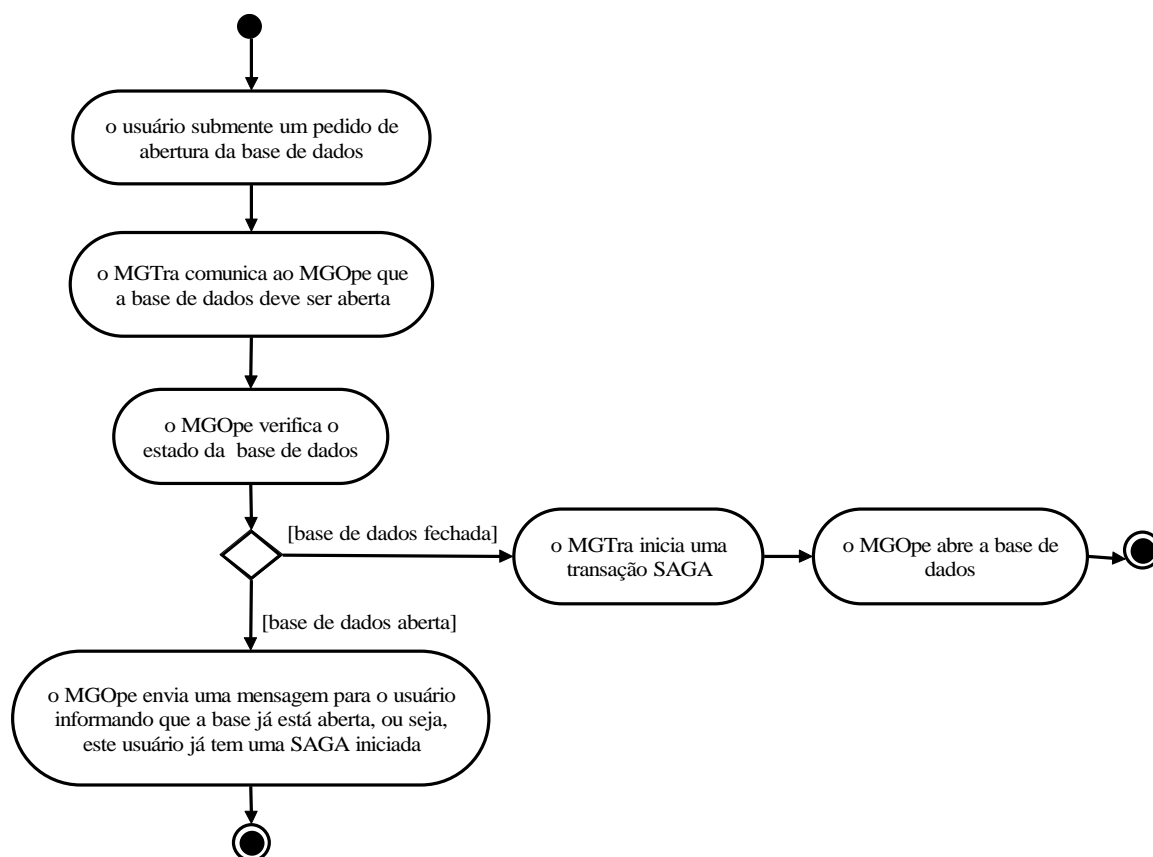 o usuário submente um pedido de
abertura da base de dados
o MGTra comunica ao MGOpe que
a base de dados deve ser aberta
o MGOpe verifica o
estado da base de dados
[base de dados fechada]
o MGTra inicia uma
transação SAGA
o MGOpe abre a base de
dados
[base de dados aberta]
o MGOpe envia uma mensagem para o usuário
informando que a base já está aberta, ou seja,
este usuário já tem uma SAGA iniciada